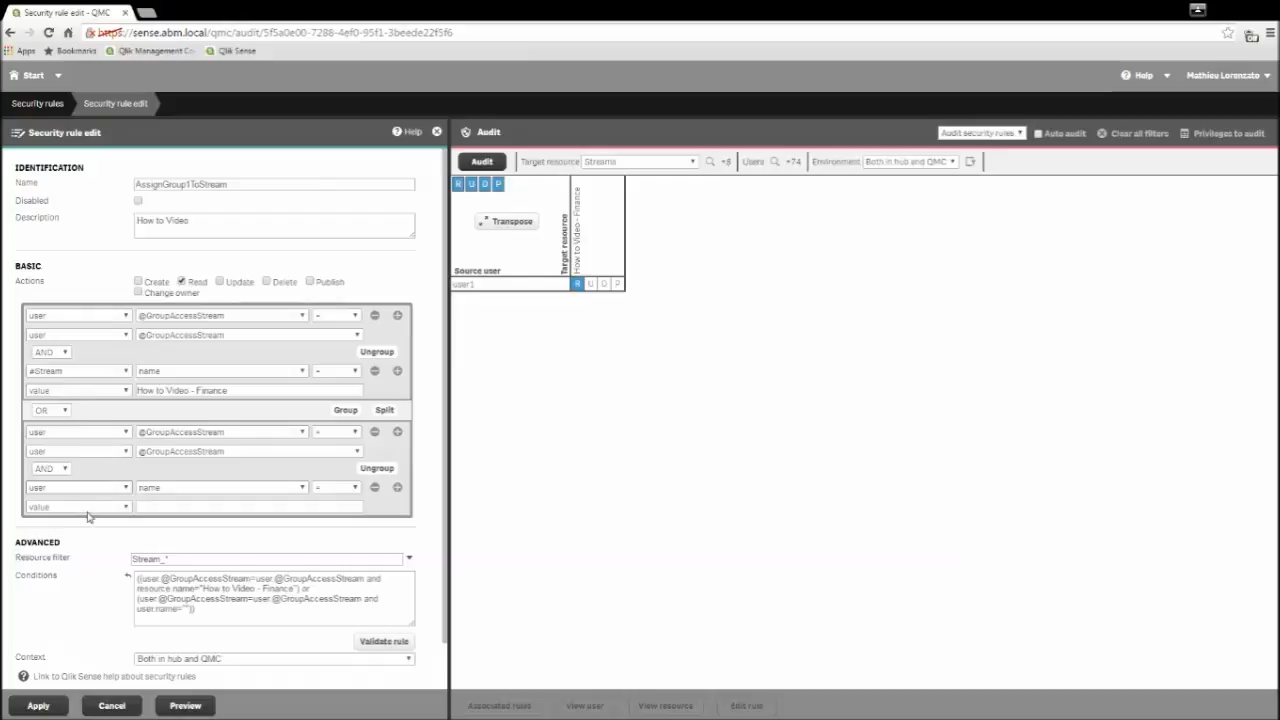 Security rule edit - QMC
https://sense.abm.local/qmc/audit/5f5a0e00-7288-4ef0-95f1-3beede22f5f6
Apps Bookmarks Qlik Management Co Qlik Sense
Start Help Mathieu Lorenzato
Security rules Security rule edit
Security rule edit Help
IDENTIFICATION
Name AssignGroup1ToStream
Disabled
Description How to Video
BASIC
Actions Create Read Update Delete Publish
Change owner
user @GroupAccessStream =
user @GroupAccessStream
AND Ungroup
#Stream name =
value How to Video - Finance
OR Group Split
user @GroupAccessStream =
user @GroupAccessStream
AND Ungroup
user name =
value
ADVANCED
Resource filter Stream_*
Conditions ((user.@GroupAccessStream=user.@GroupAccessStream and
resource.name="How to Video - Finance") or
(user.@GroupAccessStream=user.@GroupAccessStream and
user.name=""))
Validate rule
Context Both in hub and QMC
Link to Qlik Sense help about security rules
Apply Cancel Preview
Audit Audit security rules Auto audit Clear all filters Privileges to audit
Audit Target resource Streams Users +74 Environment Both in hub and QMC
R U D P
Transpose
Target resource
How to Video - Finance
Source user
user1 R U D P
Associated rules View user View resource Edit rule